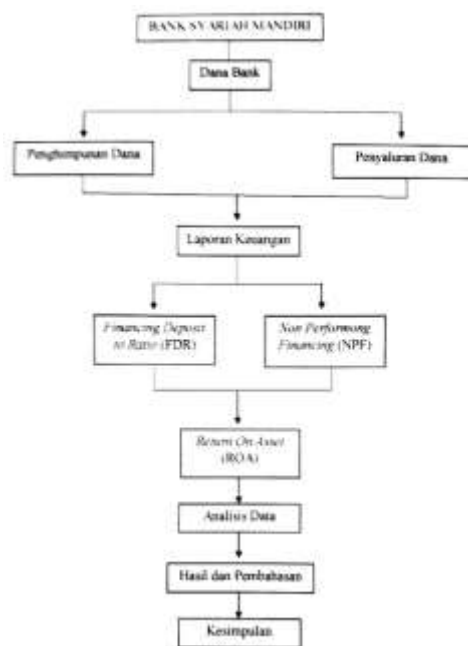 BANK SYARIAH MANDIRI
Dana Bank
Penghimpunan Dana
Penyaluran Dana
Laporan Keuangan
Financing Deposit
to Ratio (FDR)
Non Performong
Financing (NPF)
Return On Asset
(ROA)
Analisis Data
Hasil dan Pembahasan
Kesimpulan